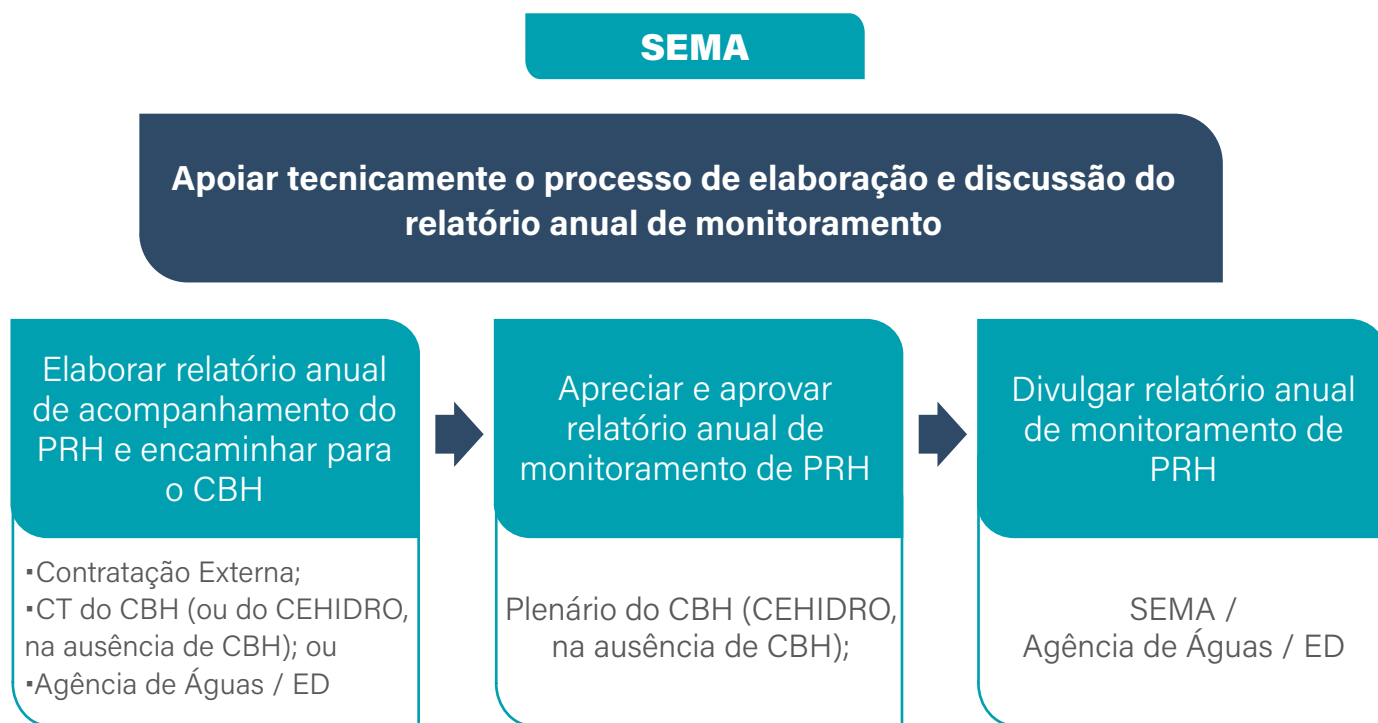 SEMA
Apoiar tecnicamente o processo de elaboração e discussão do
relatório anual de monitoramento
Elaborar relatório anual
de acompanhamento do
PRH e encaminhar para
o CBH
▪Contratação Externa;
▪CT do CBH (ou do CEHIDRO,
na ausência de CBH); ou
▪Agência de Águas / ED
Apreciar e aprovar
relatório anual de
monitoramento de PRH
Plenário do CBH (CEHIDRO,
na ausência de CBH);
Divulgar relatório anual
de monitoramento de
PRH
SEMA /
Agência de Águas / ED